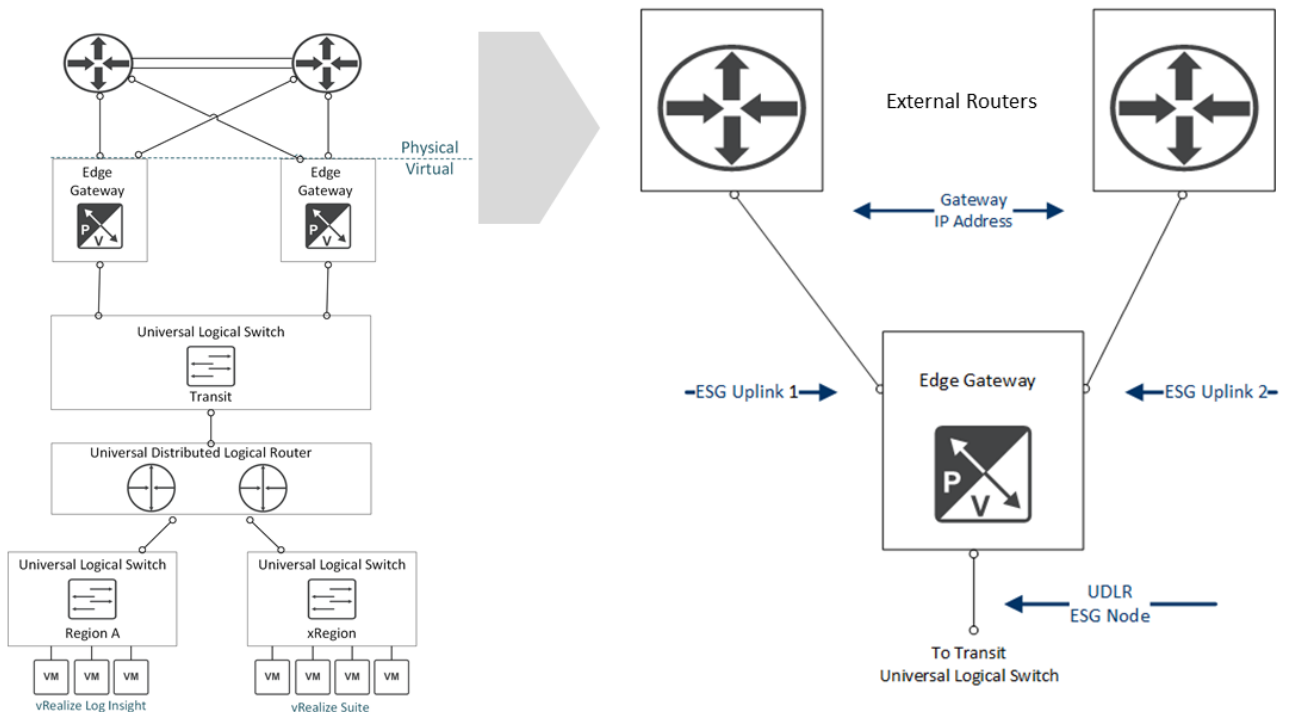 Physical
Virtual
Edge
Gateway
P
V
Edge
Gateway
P
V
Universal Logical Switch
Transit
Universal Distributed Logical Router
Universal Logical Switch
Region A
VM
VM
VM
vRealize Log Insight
Universal Logical Switch
xRegion
VM
VM
VM
VM
vRealize Suite
External Routers
Gateway
IP Address
ESG Uplink 1
Edge Gateway
P
V
ESG Uplink 2
UDLR
ESG Node
To Transit
Universal Logical Switch